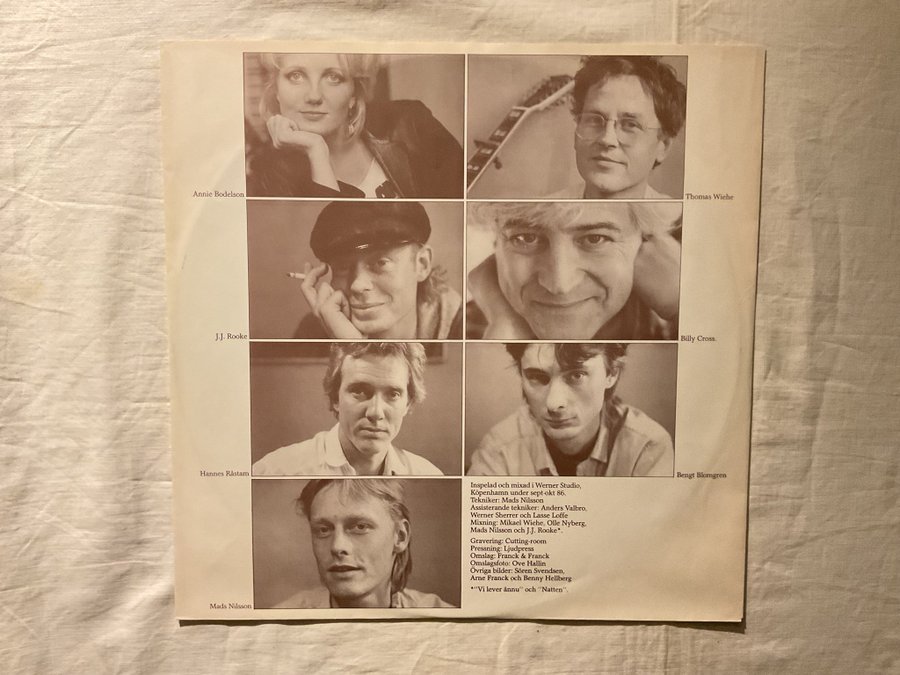 Annie Bodelson
Thomas Wiehe
J.J. Rooke
Billy Cross.
Hannes Råstam
Bengt Blomgren
Mads Nilsson
Inspelad och mixad i Werner Studio,
Köpenhamn under sept-okt 86.
Tekniker: Mads Nilsson
Assisterande tekniker: Anders Valbro,
Werner Sherrer och Lasse Loffe
Mixning: Mikael Wiehe, Olle Nyberg,
Mads Nilsson och J.J. Rooke*.
Gravering: Cutting-room
Pressning: Ljudpress
Omslag: Franck & Franck
Omslagsfoto: Ove Hallin
Övriga bilder: Sören Svendsen,
Arne Franck och Benny Hellberg
*"Vi lever ännu" och "Natten".